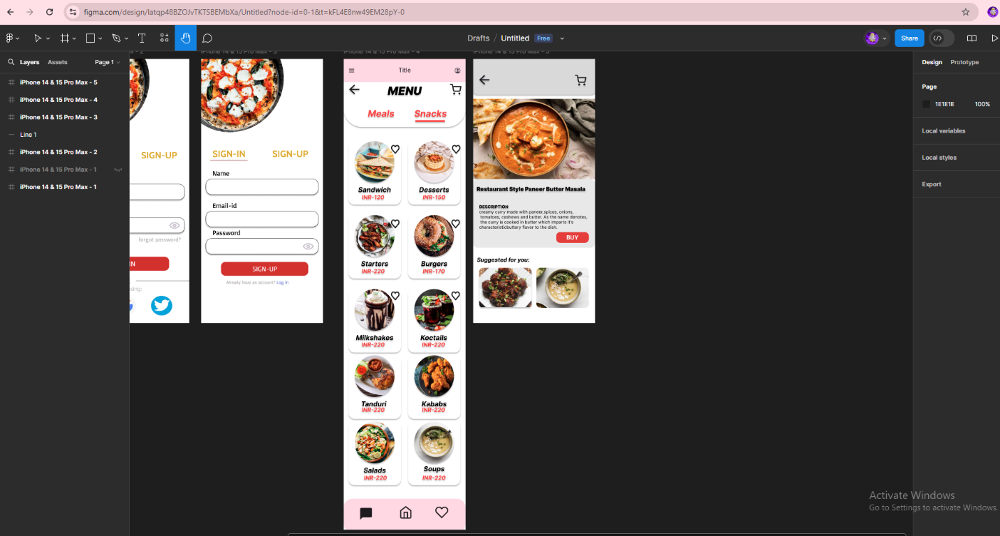 figma.com/design/latqp48BZOJvTKTSBEMbXa/Untitled?node-id=0-1&t=kFL4E8nw49EM28pY-0
Drafts / Untitled Free
Share
Layers Assets Page 1
iPhone 14 & 15 Pro Max - 5
iPhone 14 & 15 Pro Max - 4
iPhone 14 & 15 Pro Max - 3
Line 1
iPhone 14 & 15 Pro Max - 2
iPhone 14 & 15 Pro Max - 1
iPhone 14 & 15 Pro Max - 1
SIGN-UP
forgot password?
IN
using:
iPhone 14 & 15 Pro Max - 3
SIGN-IN SIGN-UP
Name
Email-id
Password
SIGN-UP
Already have an account? Log In
iPhone 14 & 15 Pro Max - 4
Title
MENU
Meals Snacks
Sandwich Desserts
INR-120 INR-150
Starters Burgers
INR-220 INR-170
Milkshakes Koctails
INR-220 INR-220
Tanduri Kababs
INR-220 INR-220
Salads Soups
INR-220 INR-220
iPhone 14 & 15 Pro Max - 5
Restaurant Style Paneer Butter Masala
DESCRIPTION
creamy curry made with paneer,spices, onions,
tomatoes, cashews and butter. As the name denotes,
the curry is cooked in butter which imparts it's
characteristicbuttery flavor to the dish.
BUY
Suggested for you:
Design Prototype
Page
1E1E1E 100%
Local variables
Local styles
Export
Activate Windows
Go to Settings to activate Windows.